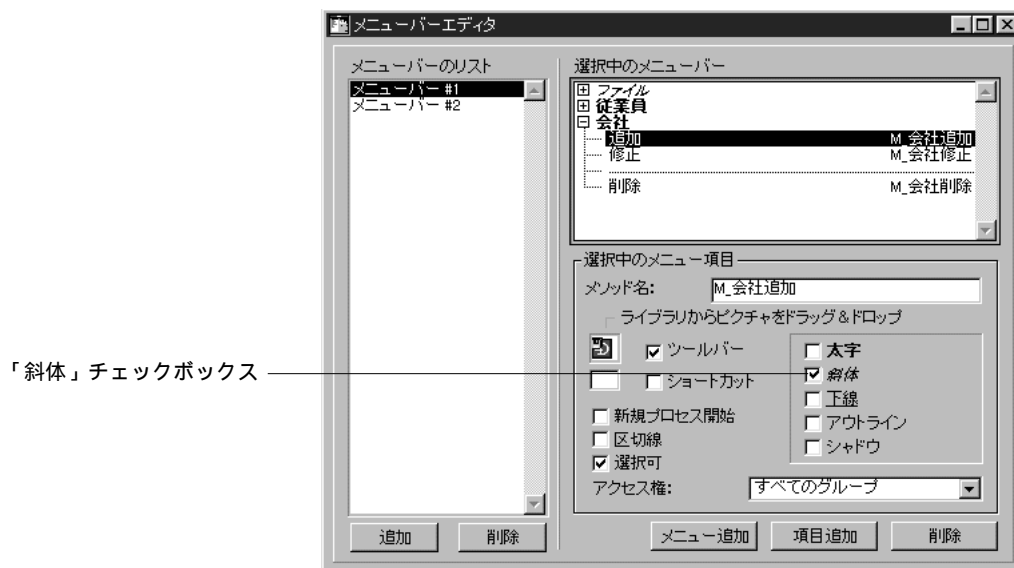 メニューバーエディタ
メニューバーのリスト
メニューバー #1
メニューバー #2
追加
削除
選択中のメニューバー
ファイル
従業員
会社
追加 M_会社追加
修正 M_会社修正
削除 M_会社削除
選択中のメニュー項目
メソッド名: M_会社追加
ライブラリからピクチャをドラッグ&ドロップ
ツールバー
ショートカット
太字
斜体
下線
アウトライン
シャドウ
新規プロセス開始
区切線
選択可
アクセス権: すべてのグループ
メニュー追加
項目追加
削除
「斜体」チェックボックス